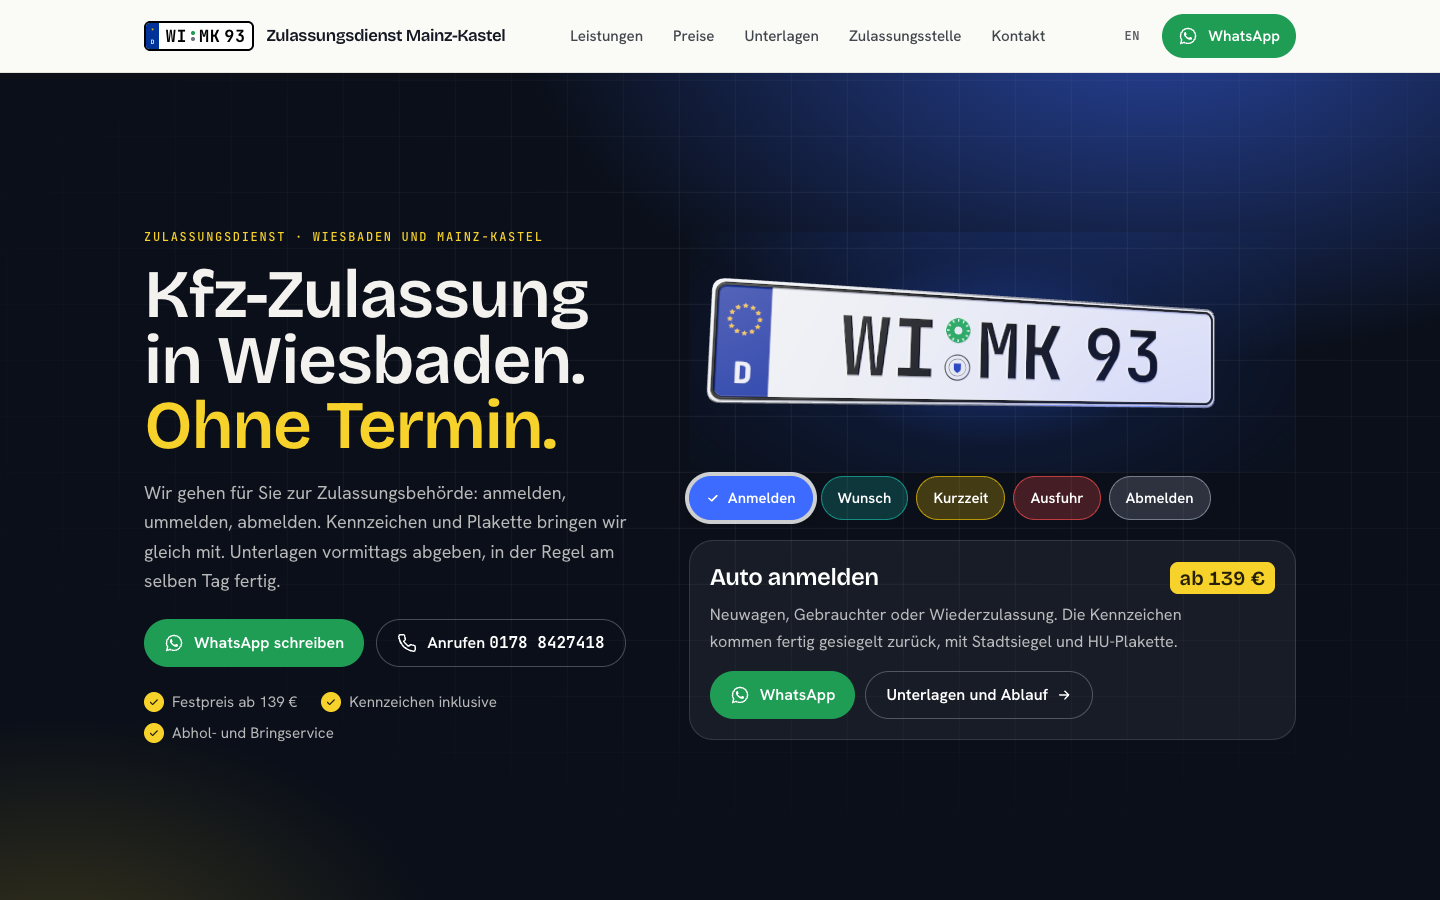 D
WI MK 93
Zulassungsdienst Mainz-Kastel
Leistungen
Preise
Unterlagen
Zulassungsstelle
Kontakt
EN
WhatsApp
ZULASSUNGSDIENST · WIESBADEN UND MAINZ-KASTEL
Kfz-Zulassung
in Wiesbaden.
Ohne Termin.
Wir gehen für Sie zur Zulassungsbehörde: anmelden,
ummelden, abmelden. Kennzeichen und Plakette bringen wir
gleich mit. Unterlagen vormittags abgeben, in der Regel am
selben Tag fertig.
WhatsApp schreiben
Anrufen 0178 8427418
Festpreis ab 139 €
Kennzeichen inklusive
Abhol- und Bringservice
D
WI MK 93
Anmelden
Wunsch
Kurzzeit
Ausfuhr
Abmelden
Auto anmelden
ab 139 €
Neuwagen, Gebrauchter oder Wiederzulassung. Die Kennzeichen
kommen fertig gesiegelt zurück, mit Stadtsiegel und HU-Plakette.
WhatsApp
Unterlagen und Ablauf →